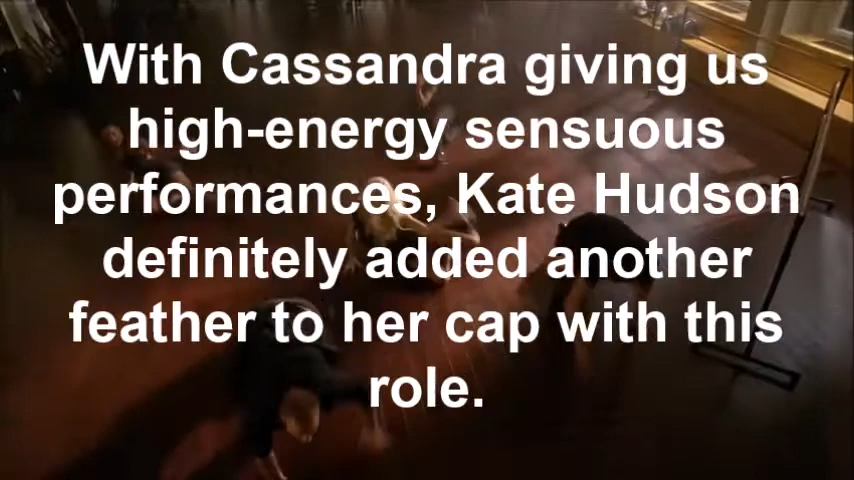 With Cassandra giving us
high-energy sensuous
performances, Kate Hudson
definitely added another
feather to her cap with this
role.